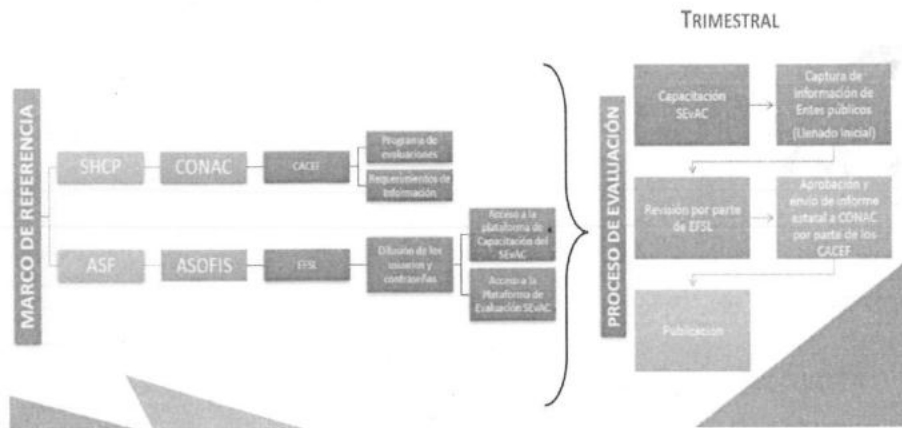 TRIMESTRAL
MARCO DE REFERENCIA
SHCP
CONAC
CACEF
Programa de
evaluaciones
Requerimientos de
Información
ASF
ASOFIS
EFSL
Difusión de los
usuarios y
contraseñas
Acceso a la
plataforma de
Capacitación del
SEvAC
Acceso a la
Plataforma de
Evaluación SEvAC
PROCESO DE EVALUACIÓN
Capacitación
SEvAC
Captura de
información de
Entes públicos
(Llenado Inicial)
Revisión por parte
de EFSL
Aprobación y
envío de informe
estatal a CONAC
por parte de los
CACEF
Publicación